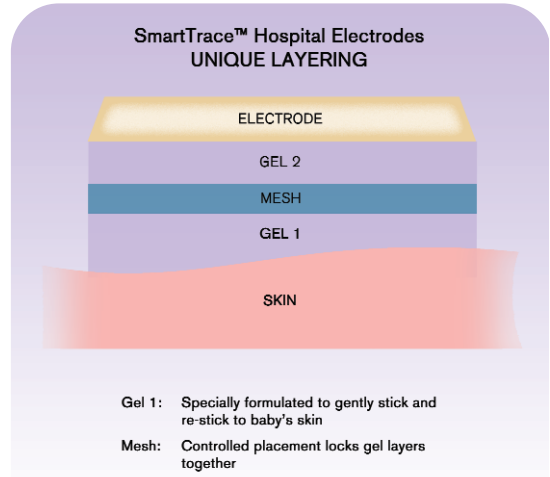 SmartTrace™ Hospital Electrodes
UNIQUE LAYERING
ELECTRODE
GEL 2
MESH
GEL 1
SKIN
Gel 1: Specially formulated to gently stick and
re-stick to baby's skin
Mesh: Controlled placement locks gel layers
together